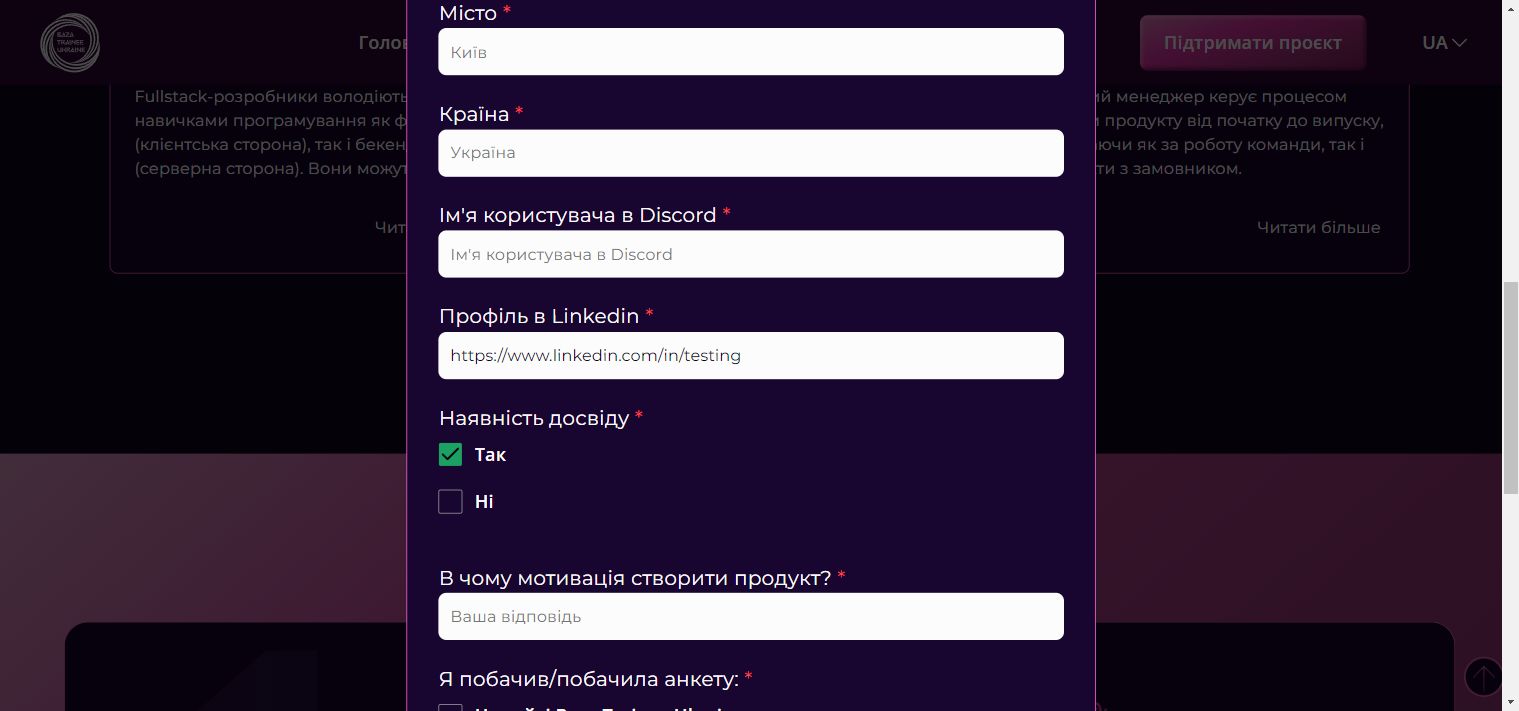 BAZA
TRAINEE
UKRAINE
Голов
Підтримати проєкт
UA
Fullstack-розробники володіють
навичками програмування як ф
(клієнтська сторона), так і бекен
(серверна сторона). Вони можут
Чит
ий менеджер керує процесом
и продукту від початку до випуску,
ючи як за роботу команди, так і
ти з замовником.
Читати більше
Місто *
Київ
Країна *
Україна
Ім'я користувача в Discord *
Ім'я користувача в Discord
Профіль в Linkedin *
https://www.linkedin.com/in/testing
Наявність досвіду *
Так
Ні
В чому мотивація створити продукт? *
Ваша відповідь
Я побачив/побачила анкету: *